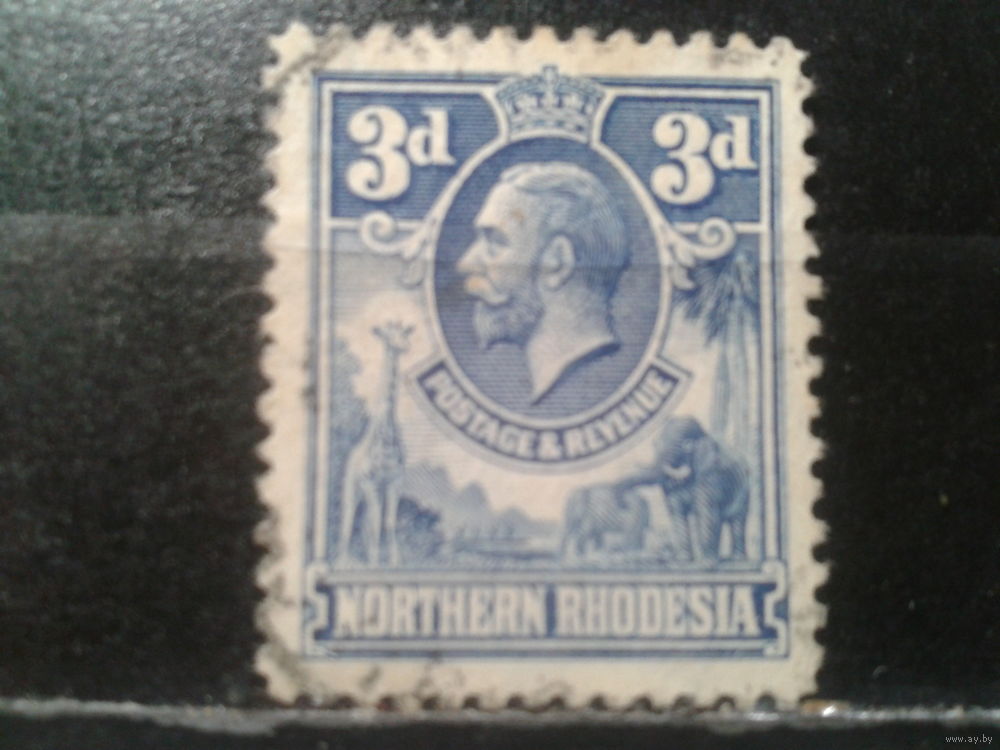 3d 3d
POSTAGE & REVENUE
NORTHERN RHODESIA
www.ay.by